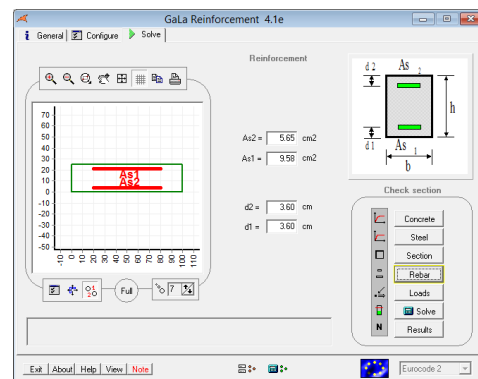 GaLa Reinforcement 4.1e
General Configure Solve
Reinforcement
As2 = 5.65 cm2
As1 = 9.58 cm2
d2 = 3.60 cm
d1 = 3.60 cm
70
60
50
40
30
20
10
0
-10
-20
-30
-40
-50
As1
As2
-10 0 10 20 30 40 50 60 70 80 90 100 110
Full 7
d 2 As 2
h
d 1 As 1
b
Check section
Concrete
Steel
Section
Rebar
Loads
Solve
N Results
Exit About Help View Note Eurocode 2